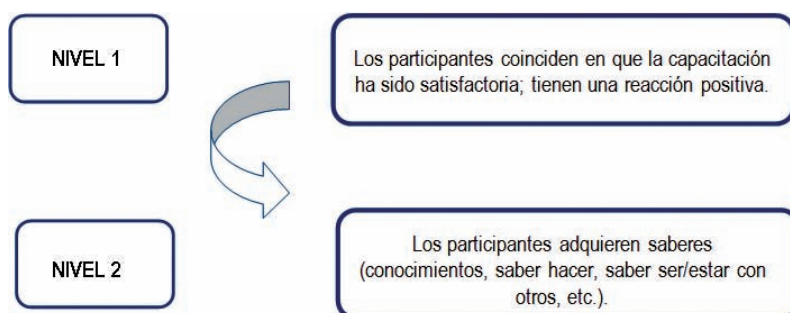 NIVEL 1
Los participantes coinciden en que la capacitación
ha sido satisfactoria; tienen una reacción positiva.
NIVEL 2
Los participantes adquieren saberes
(conocimientos, saber hacer, saber ser/estar con
otros, etc.).